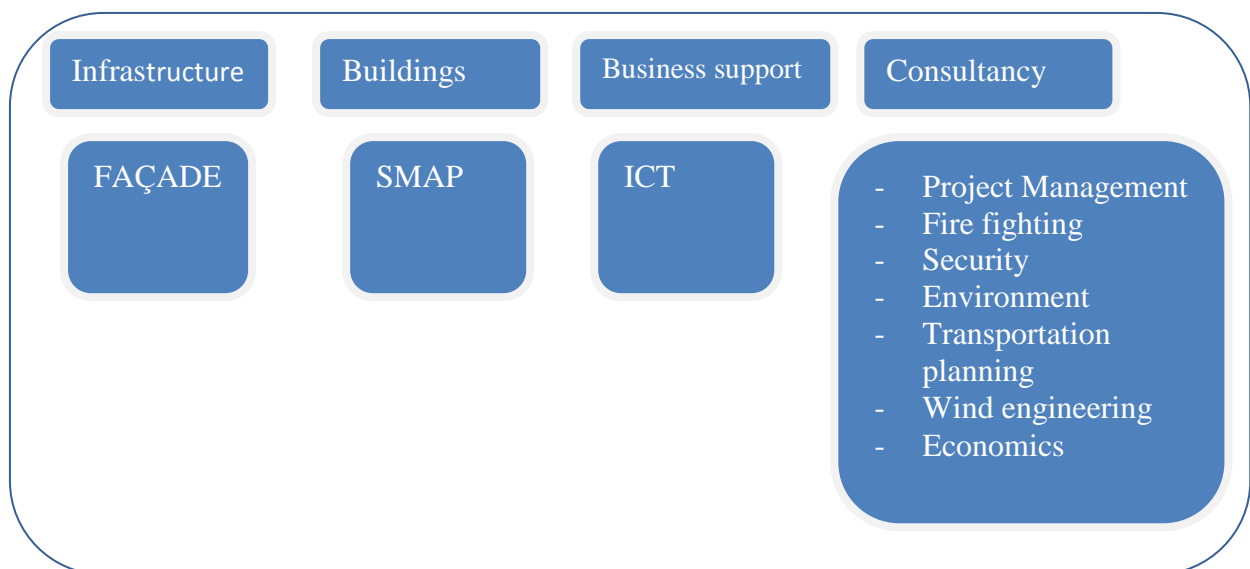 Infrastructure
Buildings
Business support
Consultancy
FAÇADE
SMAP
ICT
- Project Management
- Fire fighting
- Security
- Environment
- Transportation
planning
- Wind engineering
- Economics